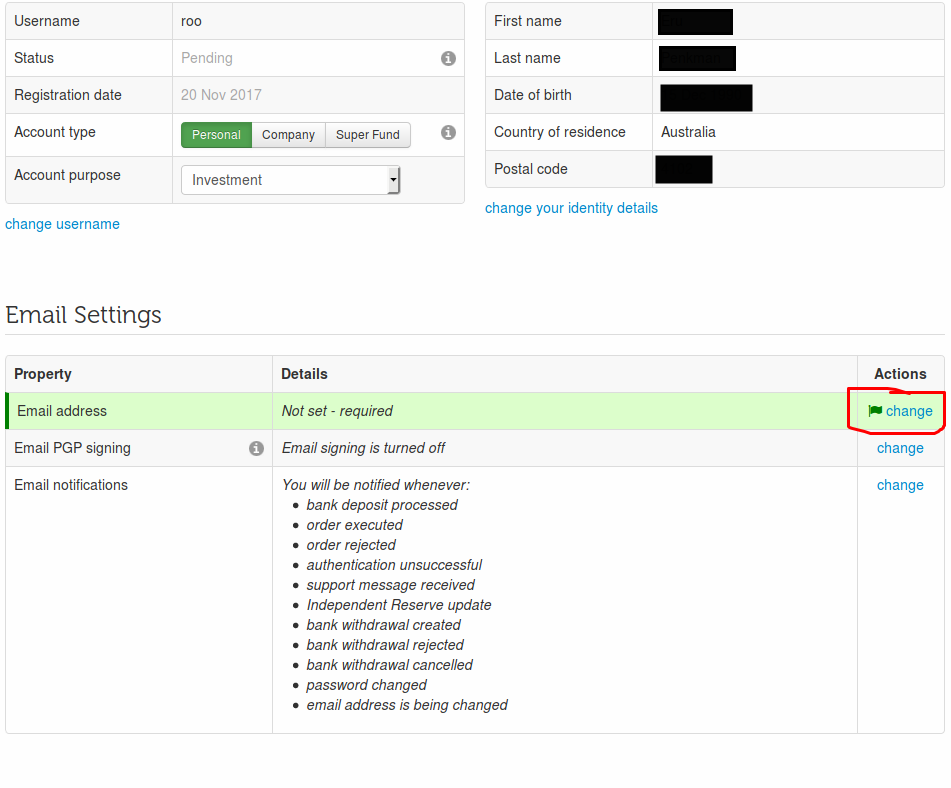 Username roo
Status Pending
Registration date 20 Nov 2017
Account type Personal Company Super Fund
Account purpose Investment
change username
First name
Last name
Date of birth
Country of residence Australia
Postal code
change your identity details
Email Settings
Property Details Actions
Email address Not set - required change
Email PGP signing Email signing is turned off change
Email notifications You will be notified whenever: change
• bank deposit processed
• order executed
• order rejected
• authentication unsuccessful
• support message received
• Independent Reserve update
• bank withdrawal created
• bank withdrawal rejected
• bank withdrawal cancelled
• password changed
• email address is being changed